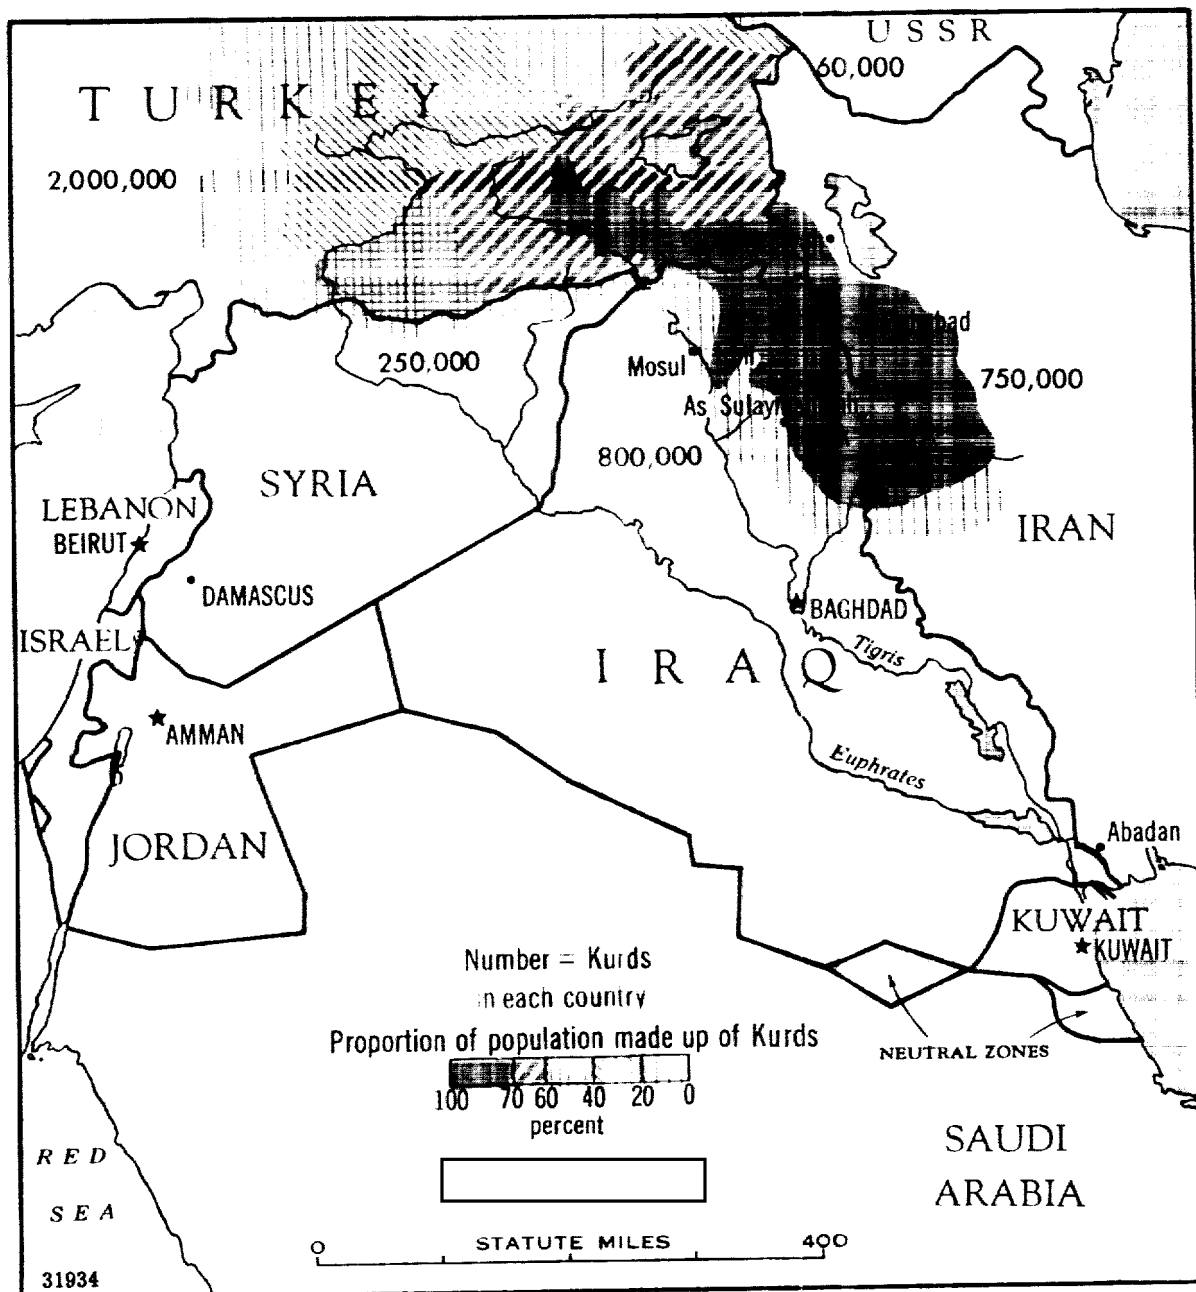 USSR
60,000
TURKEY
2,000,000
250,000
Mosul
750,000
As
800,000
SYRIA
LEBANON
BEIRUT
IRAN
DAMASCUS
BAGHDAD
ISRAEL
Tigris
IRAQ
AMMAN
Euphrates
Abadan
JORDAN
KUWAIT
KUWAIT
Number = Kurds
in each country
Proportion of population made up of Kurds
100 70 60 40 20 0
percent
NEUTRAL ZONES
SAUDI
ARABIA
RED
SEA
0 STATUTE MILES 400
31934